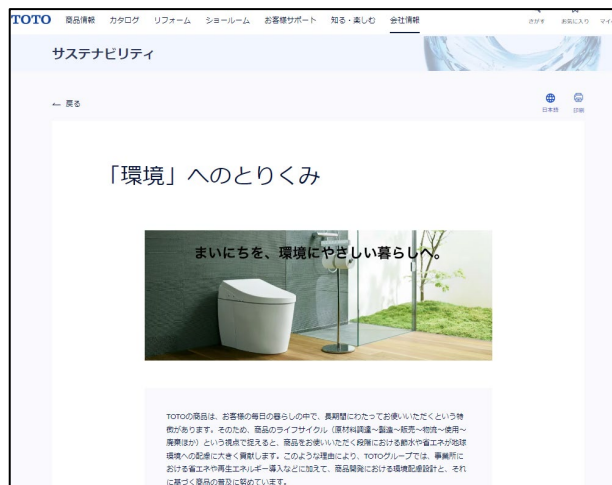 TOTO 商品情報 カタログ リフォーム ショールーム お客様サポート 知る・楽しむ 会社情報 さがす お気に入り マイ
サステナビリティ
← 戻る
日本語 印刷
「環境」へのとりくみ
まいにちを、環境にやさしい暮らしへ。
TOTOの商品は、お客様の毎日の暮らしの中で、長期間にわたってお使いいただくという特
徴があります。そのため、商品のライフサイクル（原材料調達～製造～販売～物流～使用～
廃棄ほか）という視点で捉えると、商品をお使いいただく段階における節水や省エネが地球
環境への配慮に大きく貢献します。このような理由により、TOTOグループでは、事業所に
おける省エネや再生エネルギー導入などに加えて、商品開発における環境配慮設計と、それ
に基づく商品の普及に努めています。